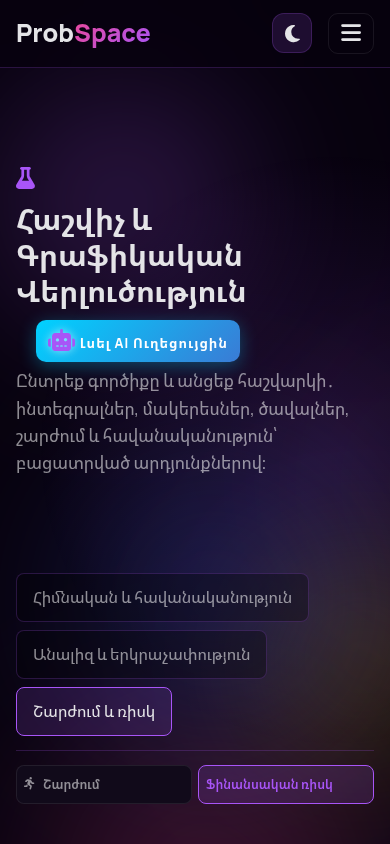 ProbSpace
Հաշվիչ և
Գրաֆիկական
Վերլուծություն
Լսել AI Ուղեցույցին
Ընտրեք գործիքը և անցեք հաշվարկի․
ինտեգրալներ, մակերեսներ, ծավալներ,
շարժում և հավանականություն՝
բացատրված արդյունքներով։
Հիմնական և հավանականություն
Անալիզ և երկրաչափություն
Շարժում և ռիսկ
Շարժում
Ֆինանսական ռիսկ